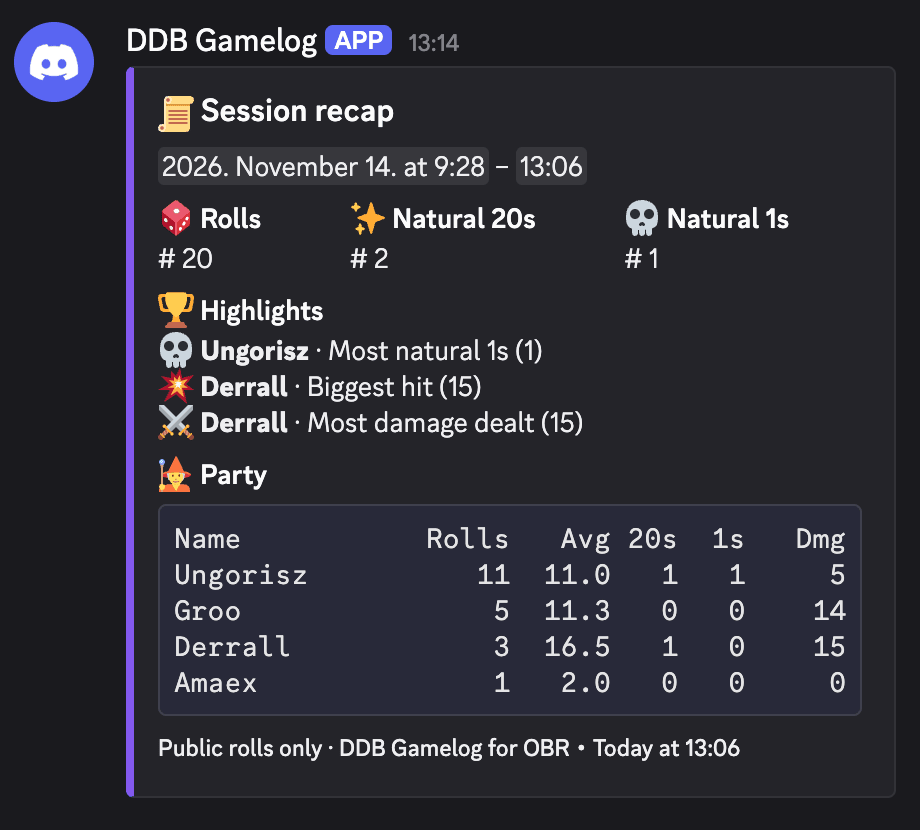 DDB Gamelog APP 13:14
Session recap
2026. November 14. at 9:28 – 13:06
Rolls Natural 20s Natural 1s
# 20 # 2 # 1
Highlights
Ungorisz · Most natural 1s (1)
Derrall · Biggest hit (15)
Derrall · Most damage dealt (15)
Party
Name Rolls Avg 20s 1s Dmg
Ungorisz 11 11.0 1 1 5
Groo 5 11.3 0 0 14
Derrall 3 16.5 1 0 15
Amaex 1 2.0 0 0 0
Public rolls only · DDB Gamelog for OBR • Today at 13:06